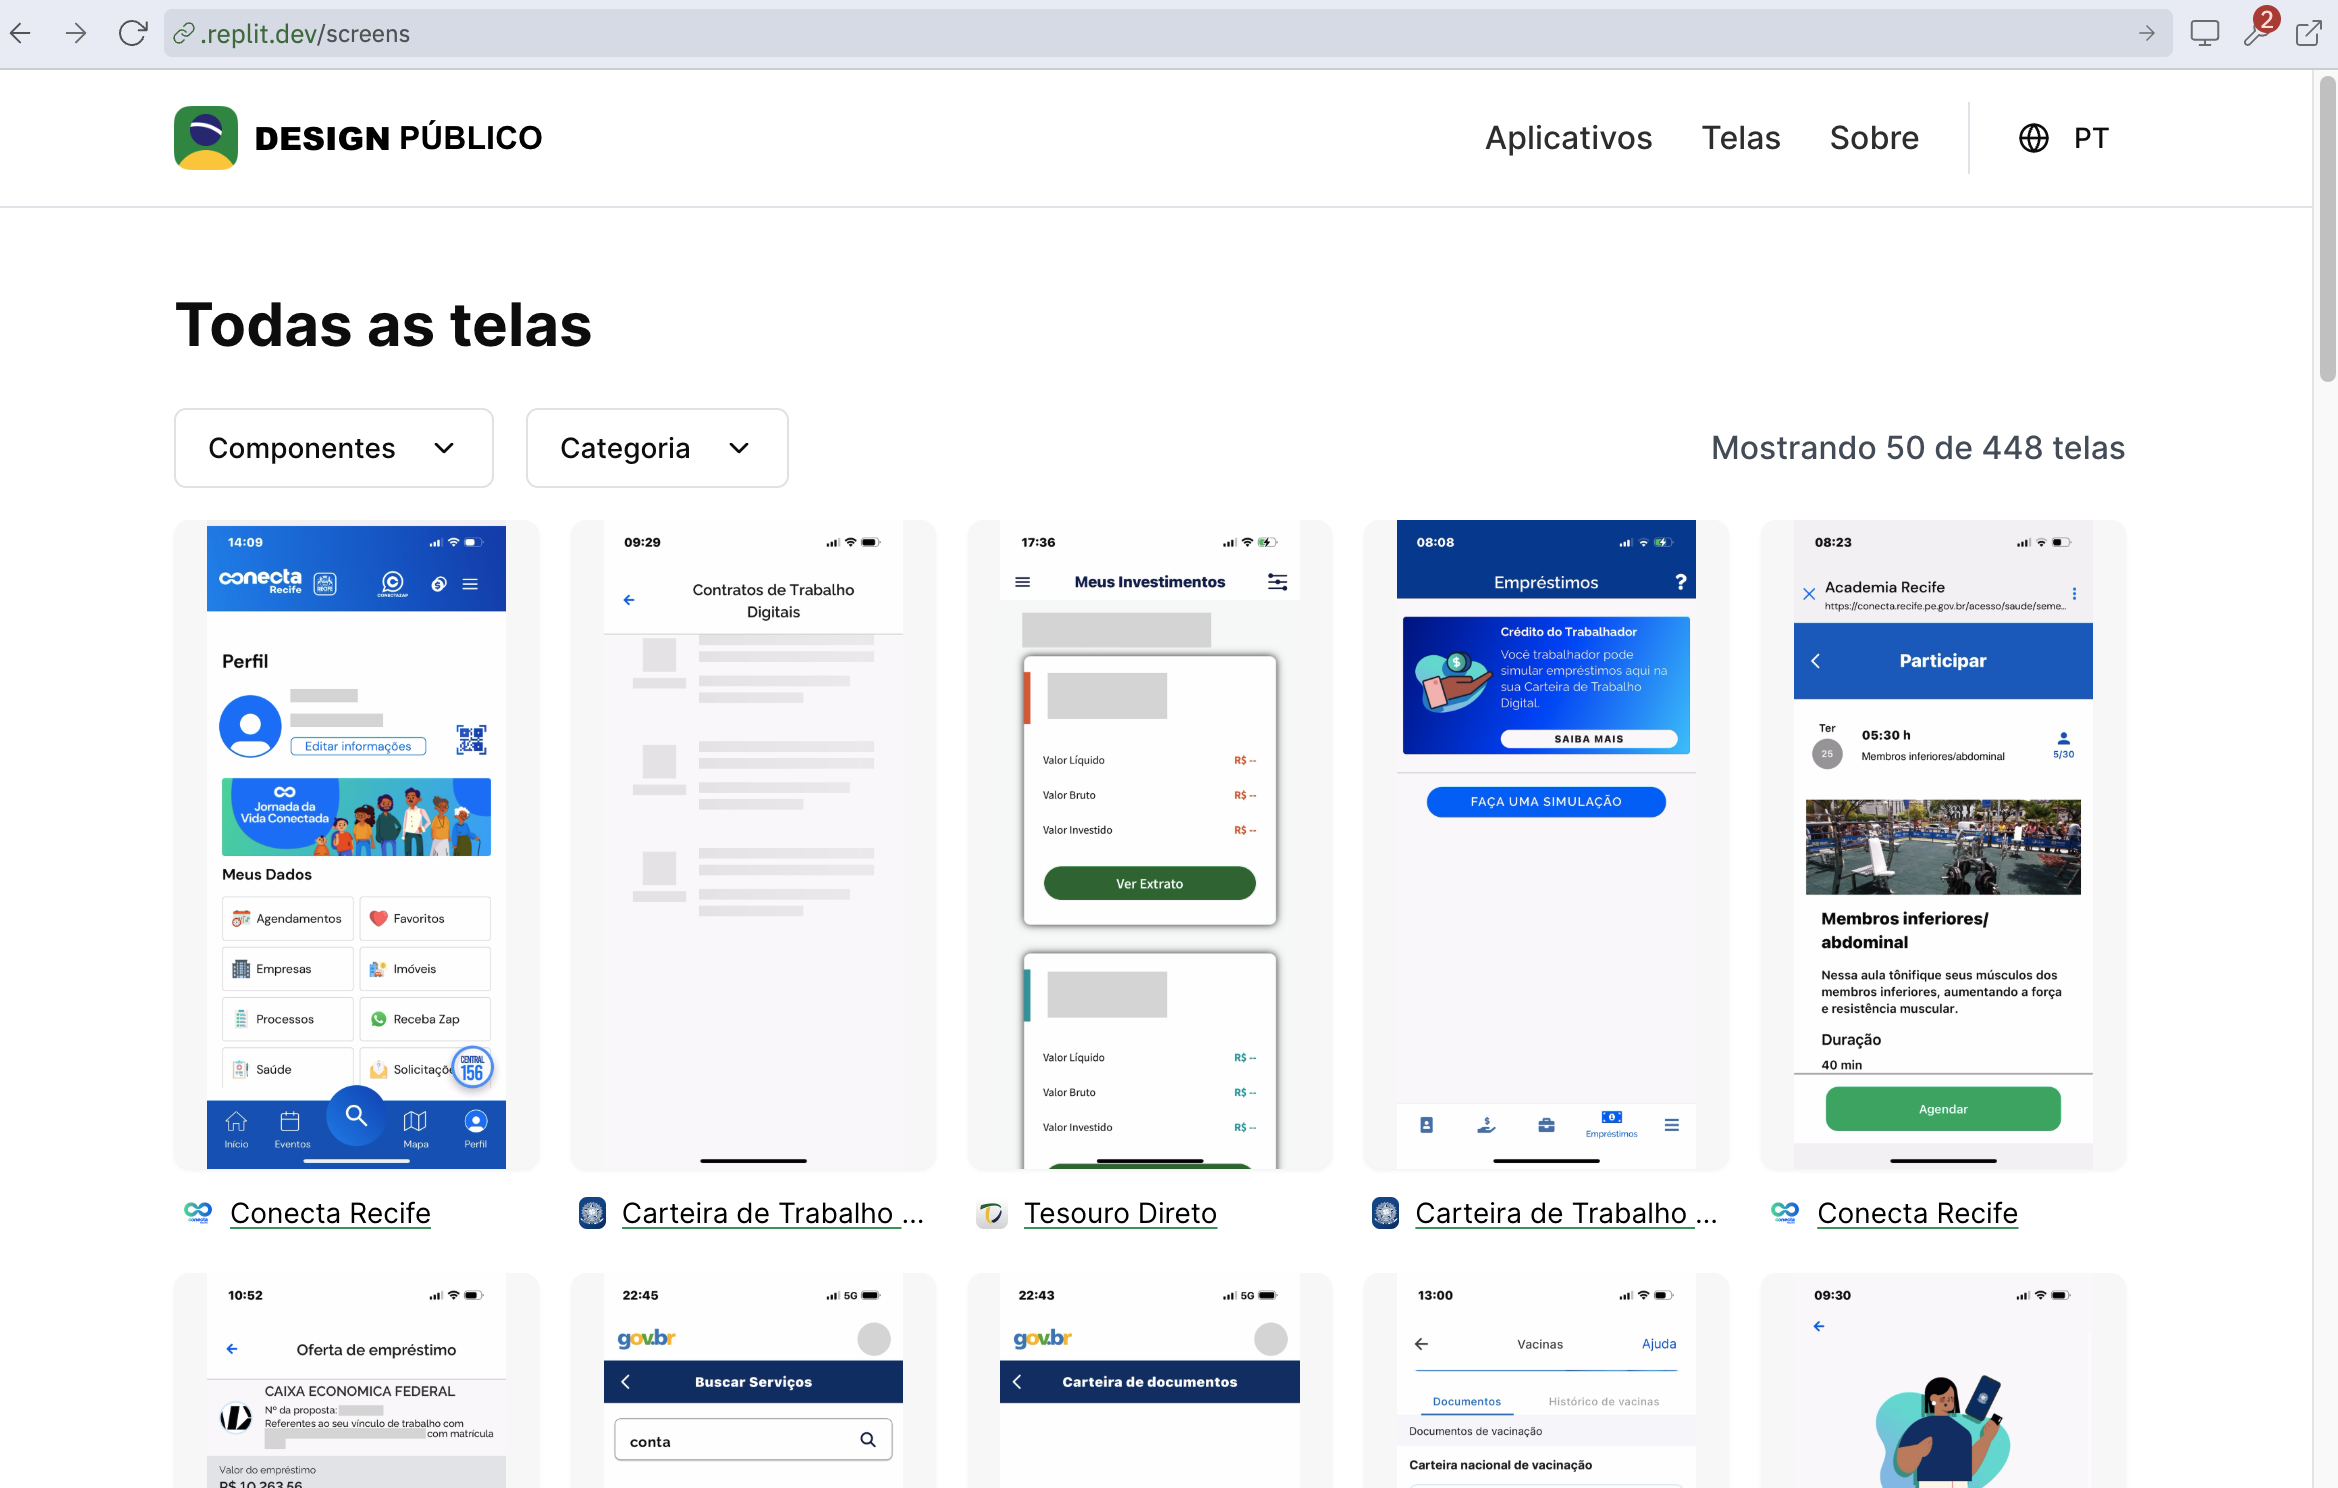 .replit.dev/screens
2
DESIGN PÚBLICO
Aplicativos
Telas
Sobre
PT
Todas as telas
Componentes
Categoria
Mostrando 50 de 448 telas
14:09
conecta
Recife
CONECTAZAP
Perfil
Editar informações
Jornada da
Vida Conectada
Meus Dados
Agendamentos
Favoritos
Empresas
Imóveis
Processos
Receba Zap
Saúde
Solicitaçõ
CENTRAL
156
Início
Eventos
Mapa
Perfil
Conecta Recife
09:29
Contratos de Trabalho
Digitais
Carteira de Trabalho ...
17:36
Meus Investimentos
Valor Líquido R$ --
Valor Bruto R$ --
Valor Investido R$ --
Ver Extrato
Valor Líquido R$ --
Valor Bruto R$ --
Valor Investido R$ --
Tesouro Direto
08:08
Empréstimos
?
Crédito do Trabalhador
Você trabalhador pode
simular empréstimos aqui na
sua Carteira de Trabalho
Digital.
SAIBA MAIS
FAÇA UMA SIMULAÇÃO
Empréstimos
Carteira de Trabalho ...
08:23
Academia Recife
https://conecta.recife.pe.gov.br/acesso/saude/seme...
Participar
Ter
25
05:30 h
Membros inferiores/abdominal
5/30
Membros inferiores/
abdominal
Nessa aula tônifique seus músculos dos
membros inferiores, aumentando a força
e resistência muscular.
Duração
40 min
Agendar
Conecta Recife
10:52
Oferta de empréstimo
CAIXA ECONOMICA FEDERAL
Nº da proposta:
Referentes ao seu vínculo de trabalho com
com matrícula
Valor do empréstimo
R$ 10.263,56
22:45
5G
gov.br
Buscar Serviços
conta
22:43
5G
gov.br
Carteira de documentos
13:00
Vacinas
Ajuda
Documentos
Histórico de vacinas
Documentos de vacinação
Carteira nacional de vacinação
09:30